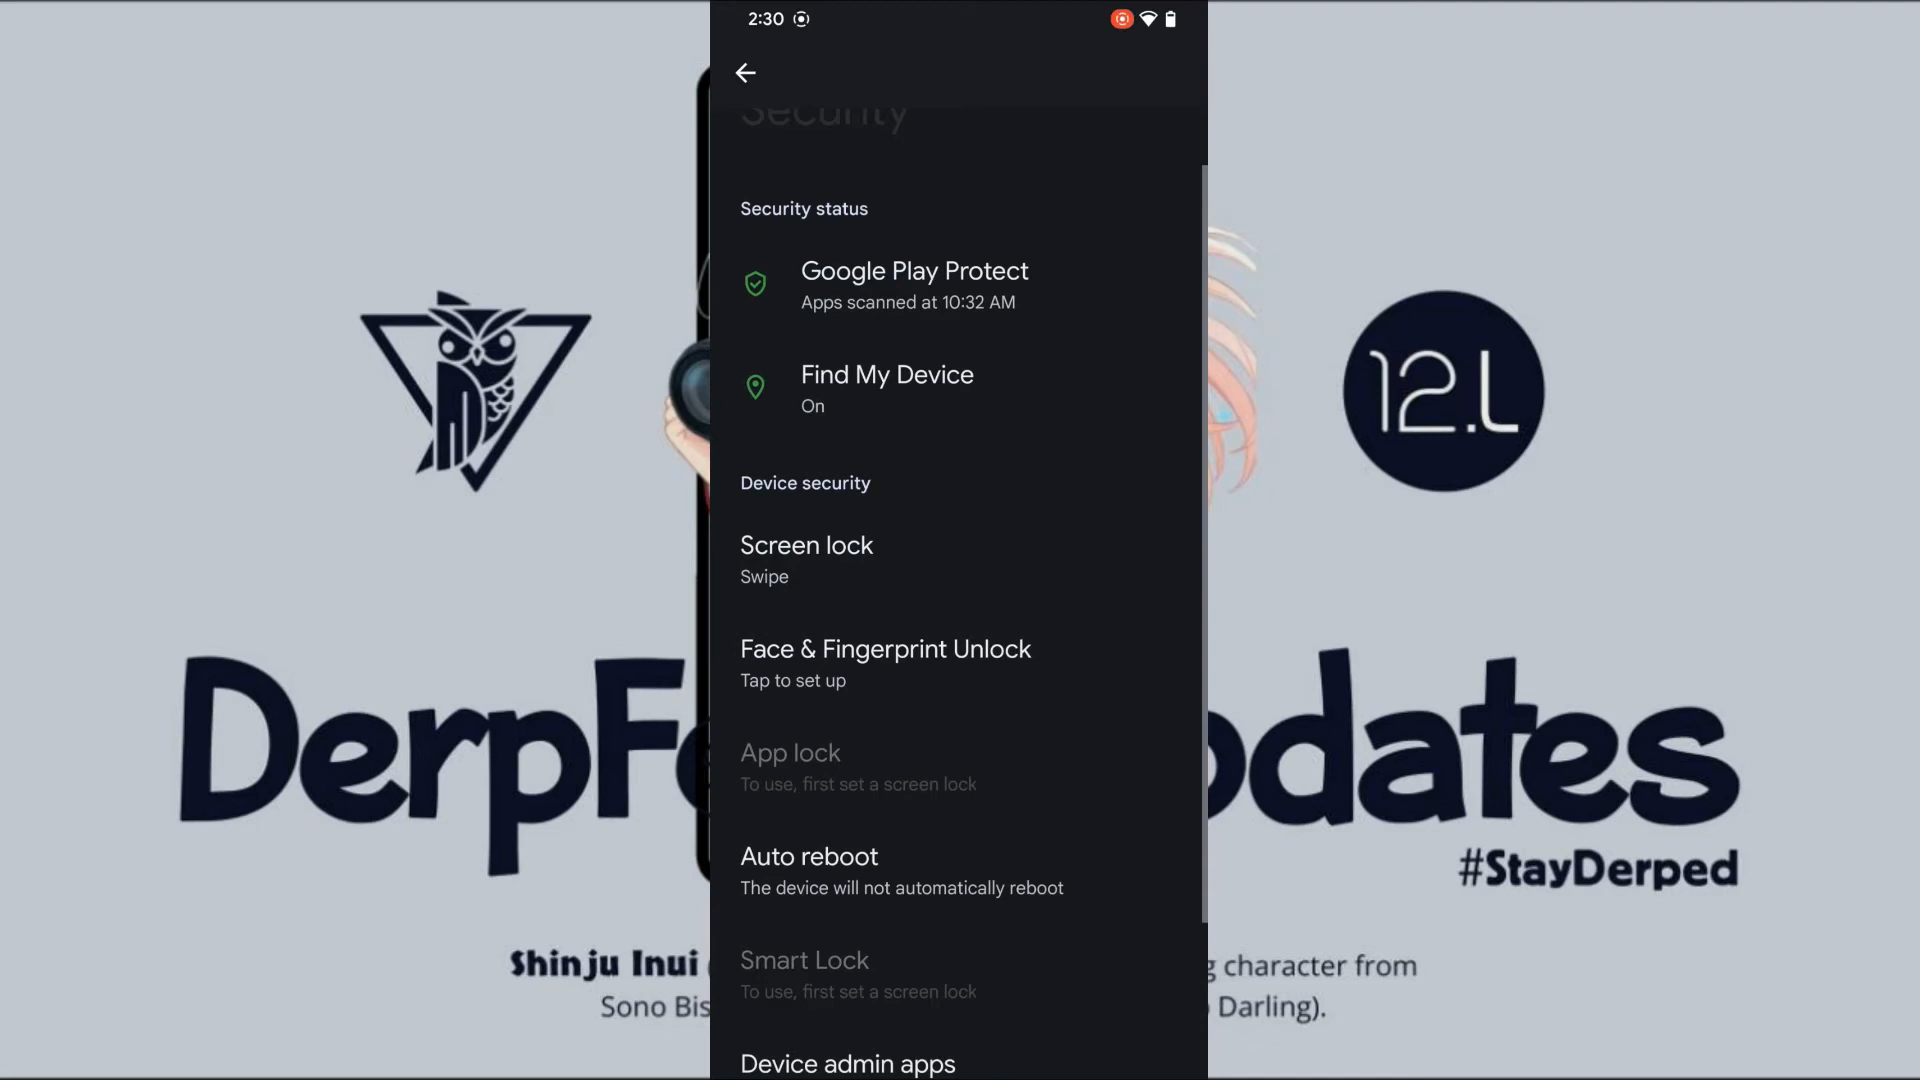 2:30
Security
Security status
Google Play Protect
Apps scanned at 10:32 AM
Find My Device
On
12.L
Device security
Screen lock
Swipe
Face & Fingerprint Unlock
Tap to set up
DerpFe
pdates
App lock
To use, first set a screen lock
Auto reboot
The device will not automatically reboot
#StayDerped
Smart Lock
To use, first set a screen lock
Shinju Inui
g character from
Sono Bis
Darling).
Device admin apps